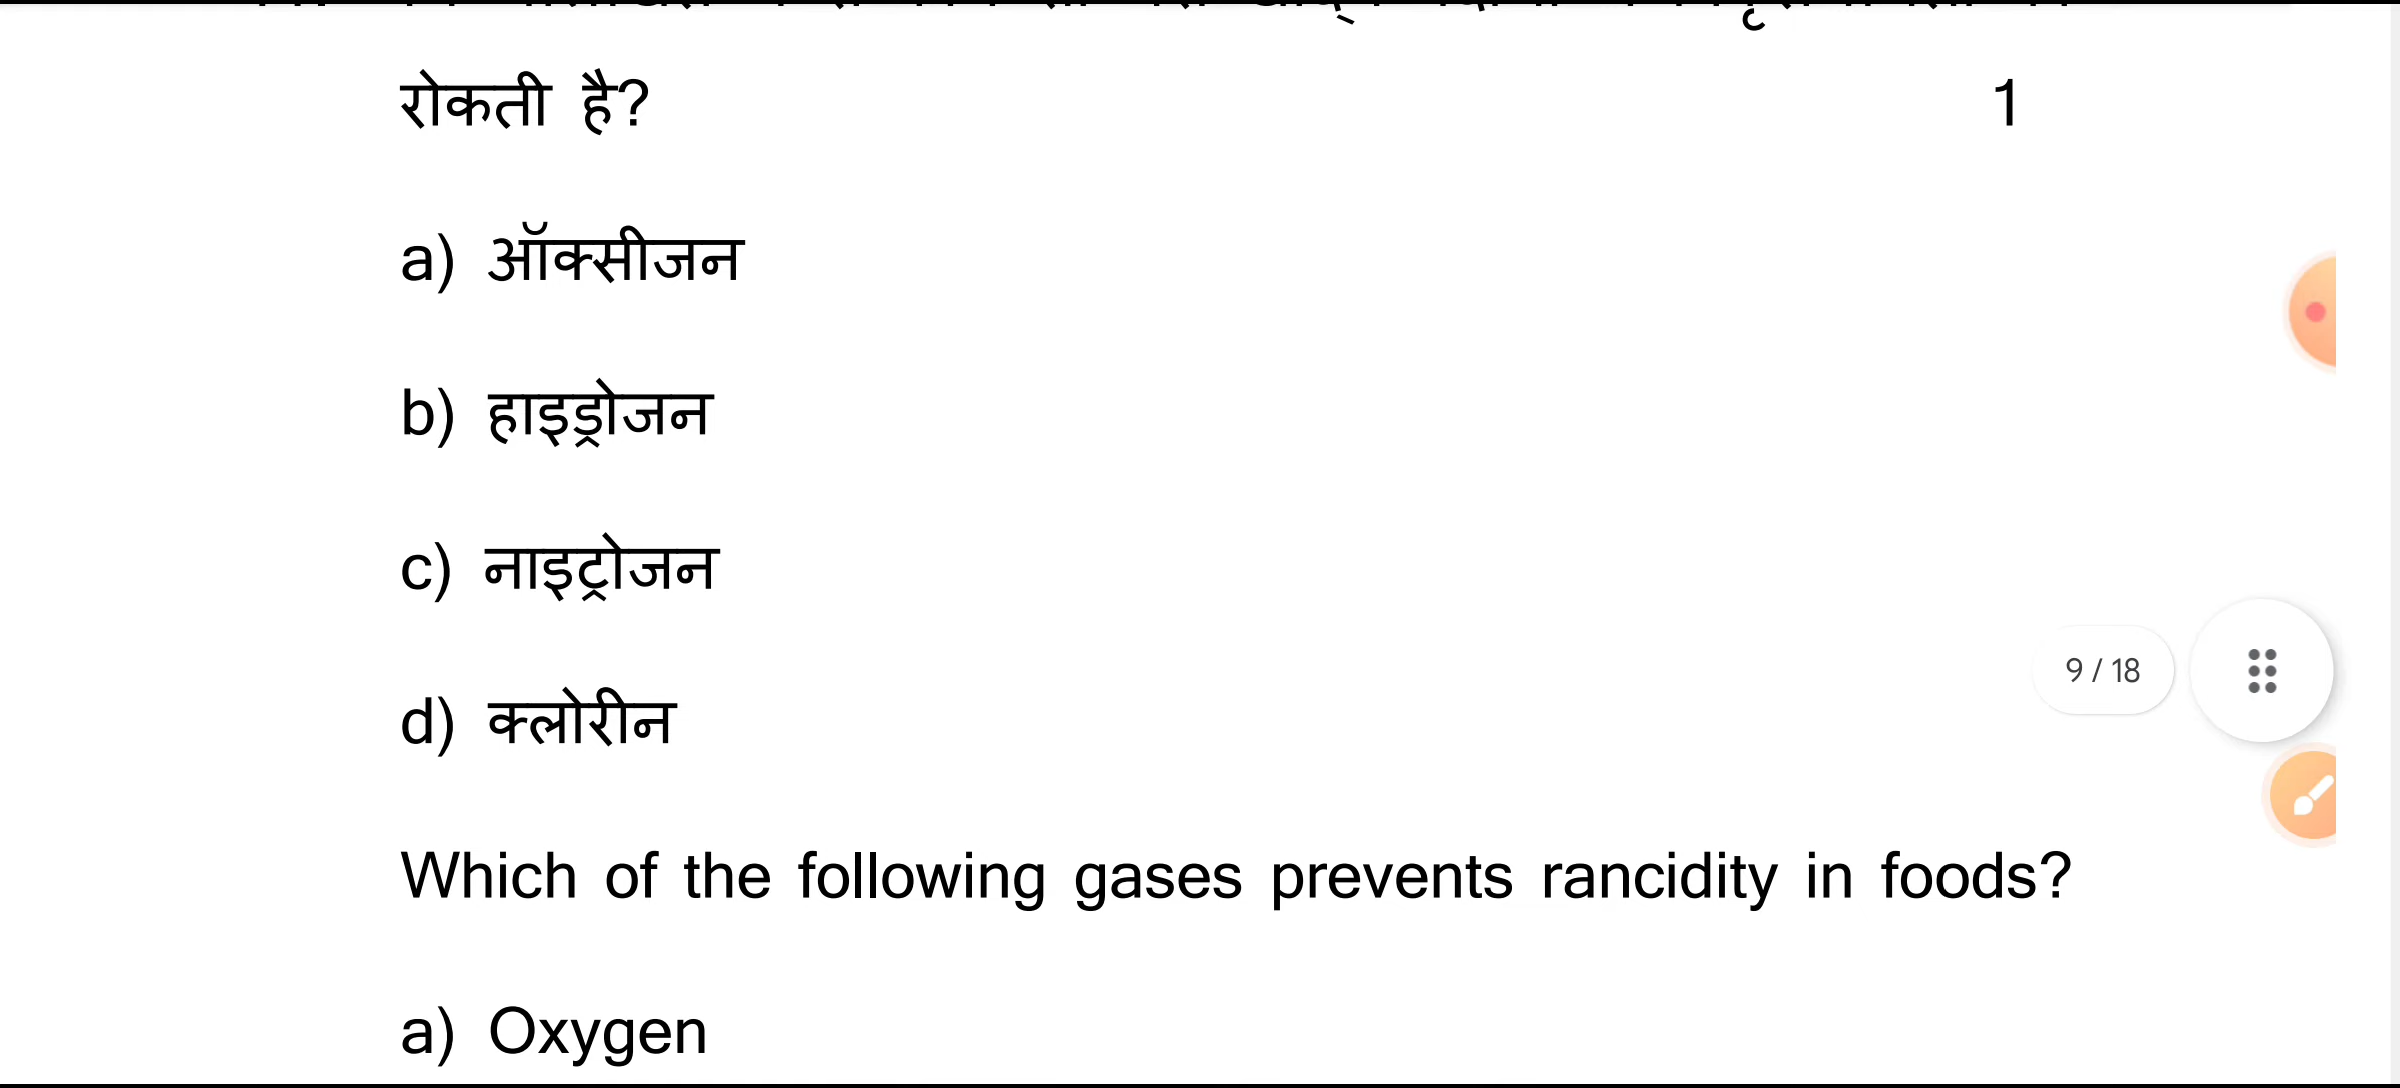 रोकती है? 1
a) ऑक्सीजन
b) हाइड्रोजन
c) नाइट्रोजन
d) क्लोरीन
9 / 18
Which of the following gases prevents rancidity in foods?
a) Oxygen